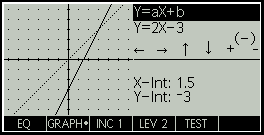 Y=aX+b
Y=2X-3
← → ↑ ↓ + (-) -
X-Int: 1.5
Y-Int: -3
EQ GRAPH• INC 1 LEV 2 TEST